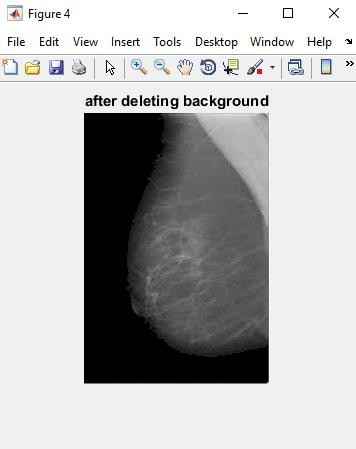 Figure 4
File Edit View Insert Tools Desktop Window Help
after deleting background